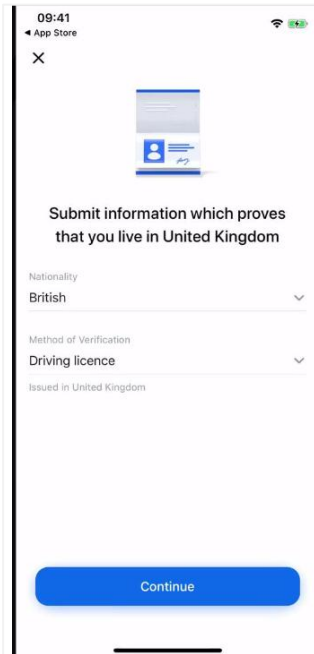 09:41
◀ App Store
Submit information which proves
that you live in United Kingdom
Nationality
British
Method of Verification
Driving licence
Issued in United Kingdom
Continue